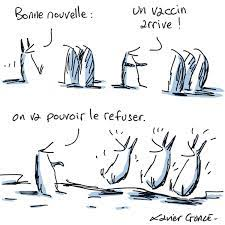 Bonne nouvelle :
un vaccin
arrive !
on va pouvoir le refuser.
Xavier GORCE-